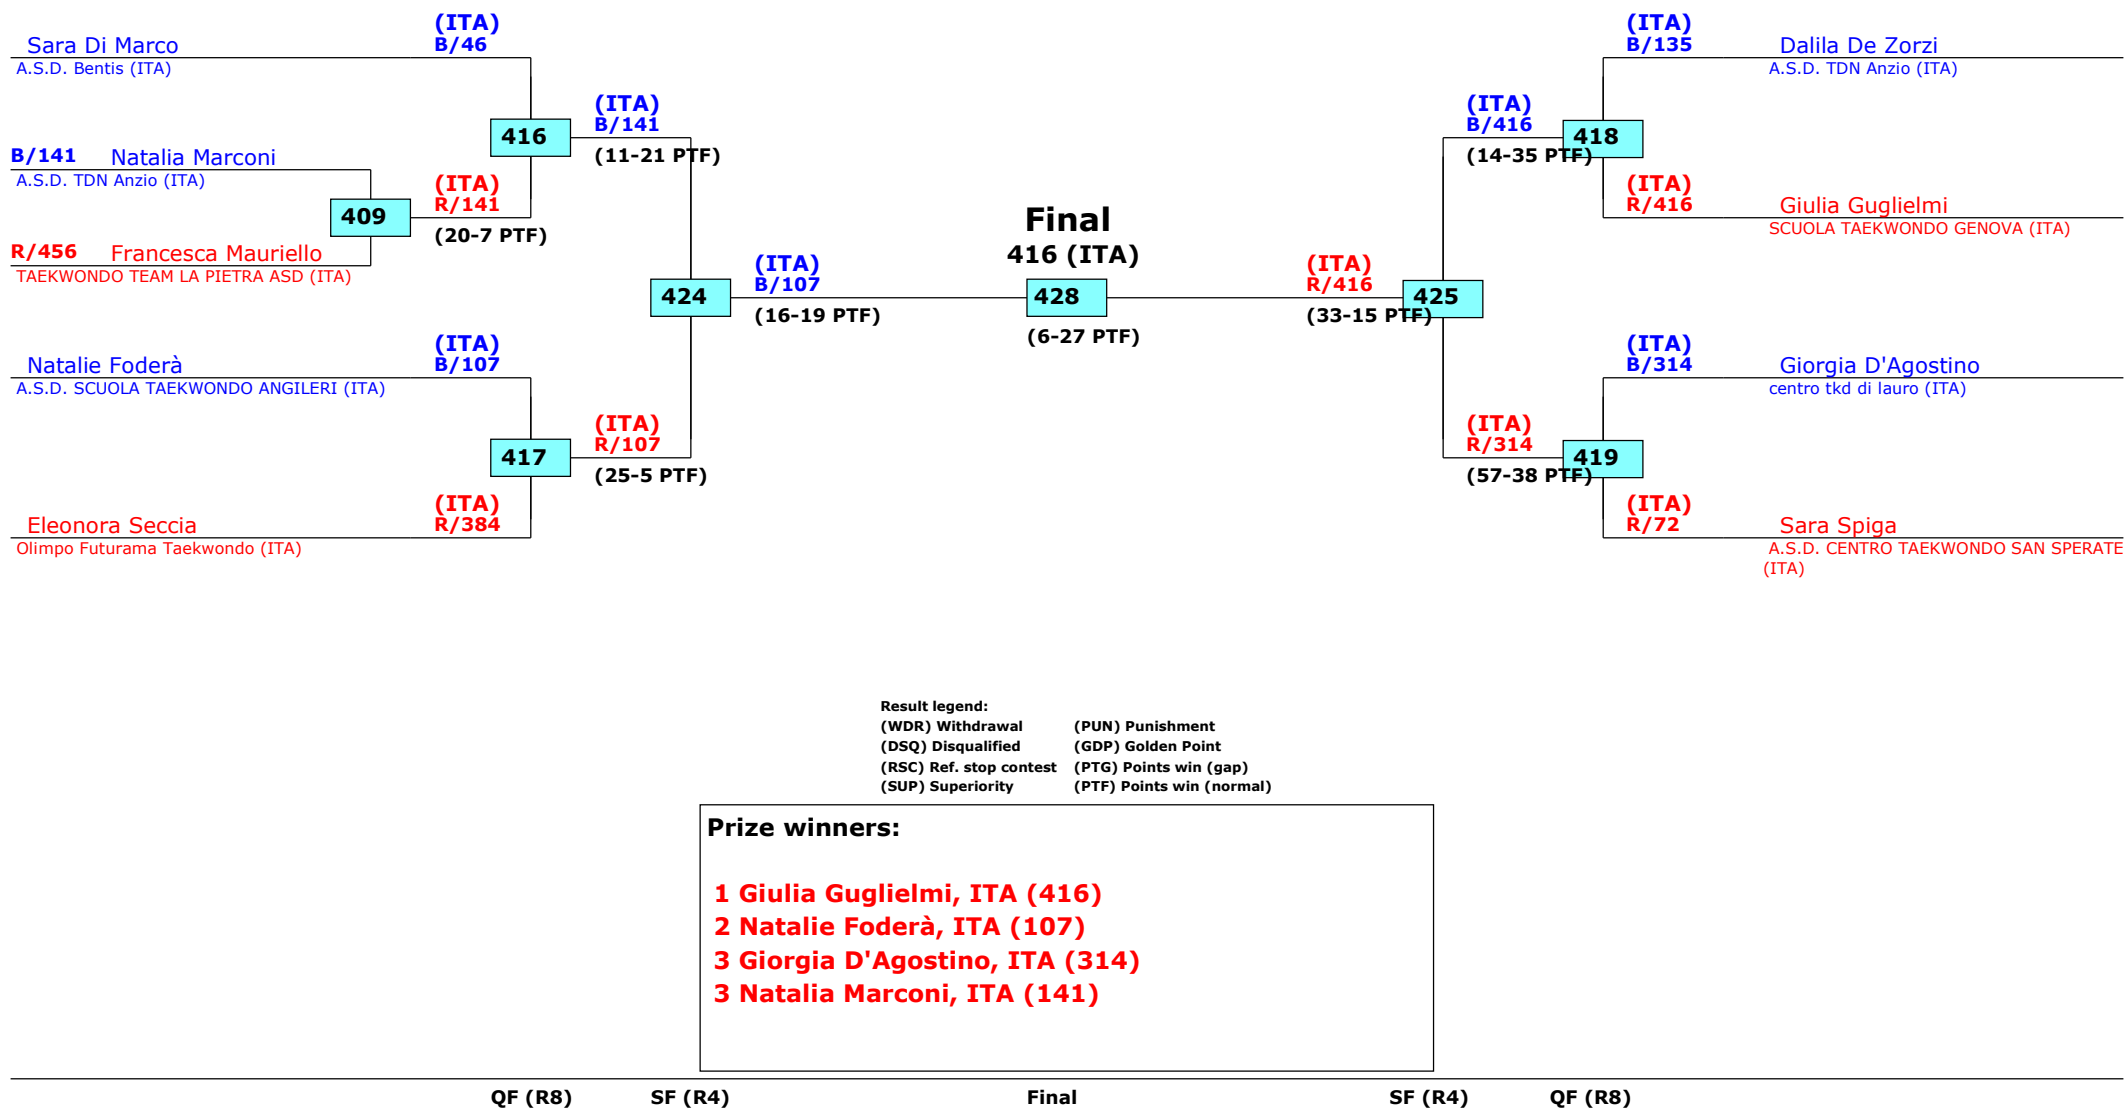 (ITA)
B/46
Sara Di Marco
A.S.D. Bentis (ITA)
416
(ITA)
B/141
(11-21 PTF)
B/141 Natalia Marconi
A.S.D. TDN Anzio (ITA)
409
(ITA)
R/141
(20-7 PTF)
R/456 Francesca Mauriello
TAEKWONDO TEAM LA PIETRA ASD (ITA)
424
(ITA)
B/107
(16-19 PTF)
(ITA)
B/107
Natalie Foderà
A.S.D. SCUOLA TAEKWONDO ANGILERI (ITA)
417
(ITA)
R/107
(25-5 PTF)
(ITA)
R/384
Eleonora Seccia
Olimpo Futurama Taekwondo (ITA)
Final
416 (ITA)
428
(6-27 PTF)
(ITA)
B/135
Dalila De Zorzi
A.S.D. TDN Anzio (ITA)
(ITA)
B/416
418
(14-35 PTF)
(ITA)
R/416
Giulia Guglielmi
SCUOLA TAEKWONDO GENOVA (ITA)
(ITA)
R/416
425
(33-15 PTF)
(ITA)
B/314
Giorgia D'Agostino
centro tkd di lauro (ITA)
(ITA)
R/314
419
(57-38 PTF)
(ITA)
R/72
Sara Spiga
A.S.D. CENTRO TAEKWONDO SAN SPERATE
(ITA)
Result legend:
(WDR) Withdrawal (PUN) Punishment
(DSQ) Disqualified (GDP) Golden Point
(RSC) Ref. stop contest (PTG) Points win (gap)
(SUP) Superiority (PTF) Points win (normal)
Prize winners:
1 Giulia Guglielmi, ITA (416)
2 Natalie Foderà, ITA (107)
3 Giorgia D'Agostino, ITA (314)
3 Natalia Marconi, ITA (141)
QF (R8) SF (R4) Final SF (R4) QF (R8)